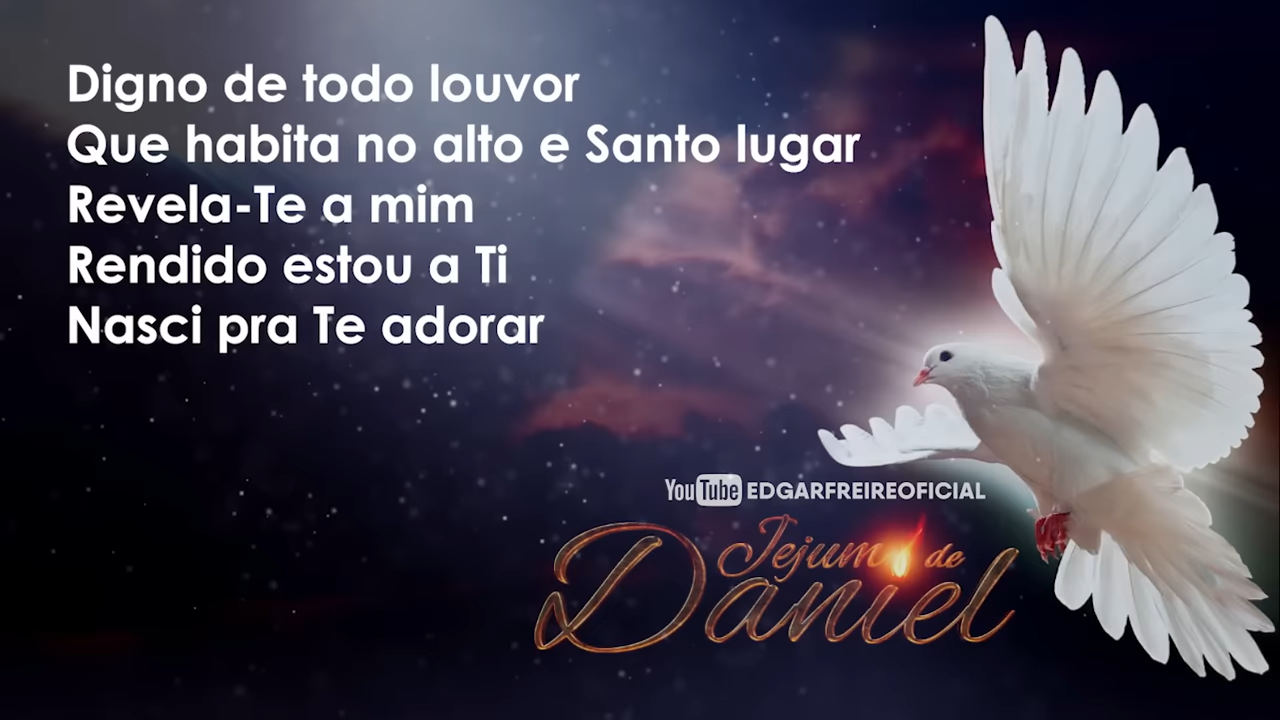 Digno de todo louvor
Que habita no alto e Santo lugar
Revela-Te a mim
Rendido estou a Ti
Nasci pra Te adorar
YouTube EDGARFREIREOFICIAL
Jejum de
Daniel